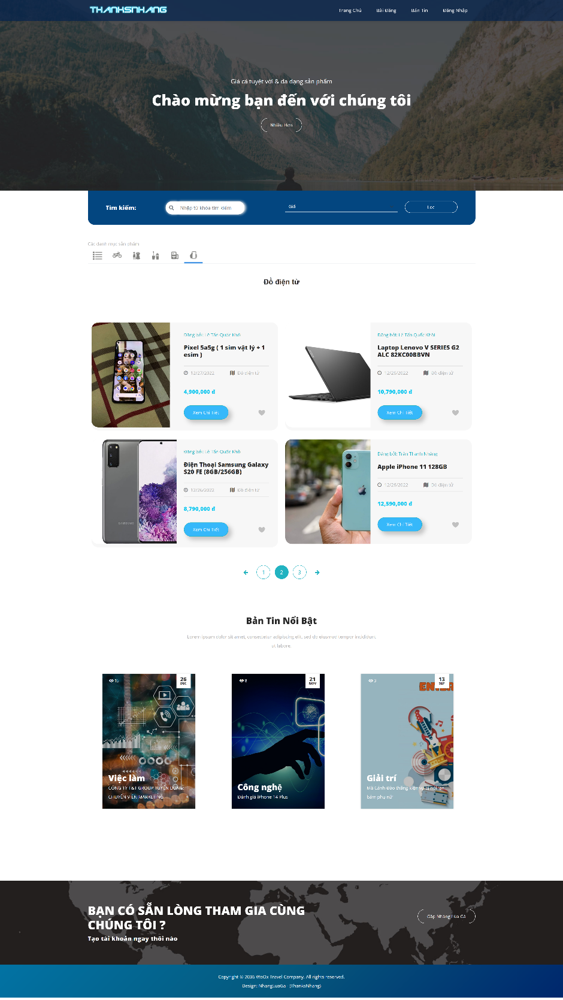 THANKSNHANG
Trang Chủ Bài Đăng Bản Tin Đăng Nhập
Giá cả tuyệt vời & đa dạng sản phẩm
Chào mừng bạn đến với chúng tôi
Nhiều Hơn
Tìm kiếm:
Nhập từ khóa tìm kiếm
Giá
Lọc
Các danh mục sản phẩm
Đồ điện tử
Đăng bởi: Lê Tấn Quốc Khôi
Pixel 5a5g ( 1 sim vật lý + 1
esim )
12/27/2022 Đồ điện tử
4,900,000 đ
Xem Chi Tiết
Đăng bởi: Lê Tấn Quốc Khôi
Laptop Lenovo V SERIES G2
ALC 82KC00BBVN
12/26/2022 Đồ điện tử
10,790,000 đ
Xem Chi Tiết
SAMSUNG
Đăng bởi: Lê Tấn Quốc Khôi
Điện Thoại Samsung Galaxy
S20 FE (8GB/256GB)
12/26/2022 Đồ điện tử
8,790,000 đ
Xem Chi Tiết
Đăng bởi: Trần Thanh Nhàng
Apple iPhone 11 128GB
12/26/2022 Đồ điện tử
12,590,000 đ
Xem Chi Tiết
1 2 3
Bản Tin Nổi Bật
Lorem ipsum dolor sit amet, consectetur adipiscing elit, sed do eiusmod tempor incididunt
ut labore.
15
26
DEC
Việc làm
CÔNG TY T&T GROUP TUYỂN DỤNG:
CHUYÊN VIÊN MARKETING
8
21
NOV
Công nghệ
Đánh giá iPhone 14 Plus
3
13
SEP
Giải trí
Mã Cảnh Đào thắng kiện vụ bị nói 'ăn
bám phụ nữ'
BẠN CÓ SẴN LÒNG THAM GIA CÙNG
CHÚNG TÔI ?
Tạo tài khoản ngay thôi nào
Gặp Nhàng Lùa Gà
Copyright © 2036 WoOx Travel Company. All rights reserved.
Design: NhangLuaGa - (ThanksNhang)